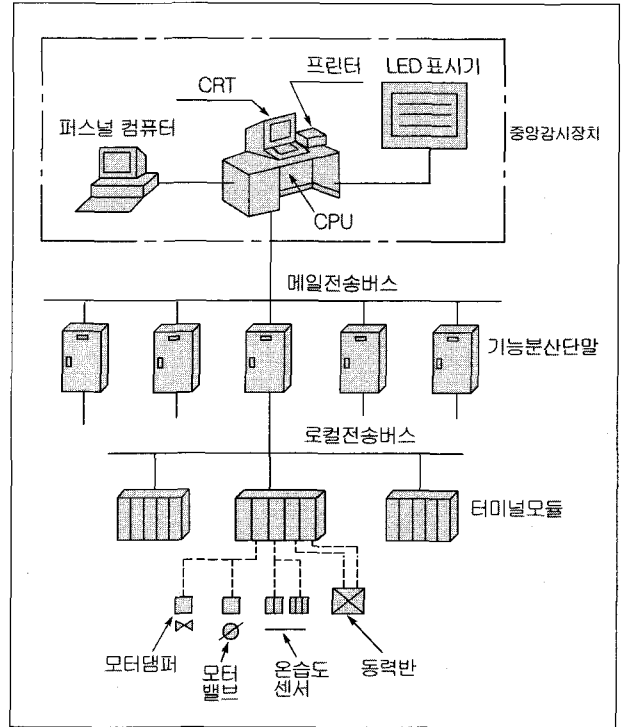 프린터
LED 표시기
CRT
퍼스널 컴퓨터
중앙감시장치
CPU
메일전송버스
기능분산단말
로컬전송버스
터미널모듈
모터댐퍼
모터
밸브
온습도
센서
동력반